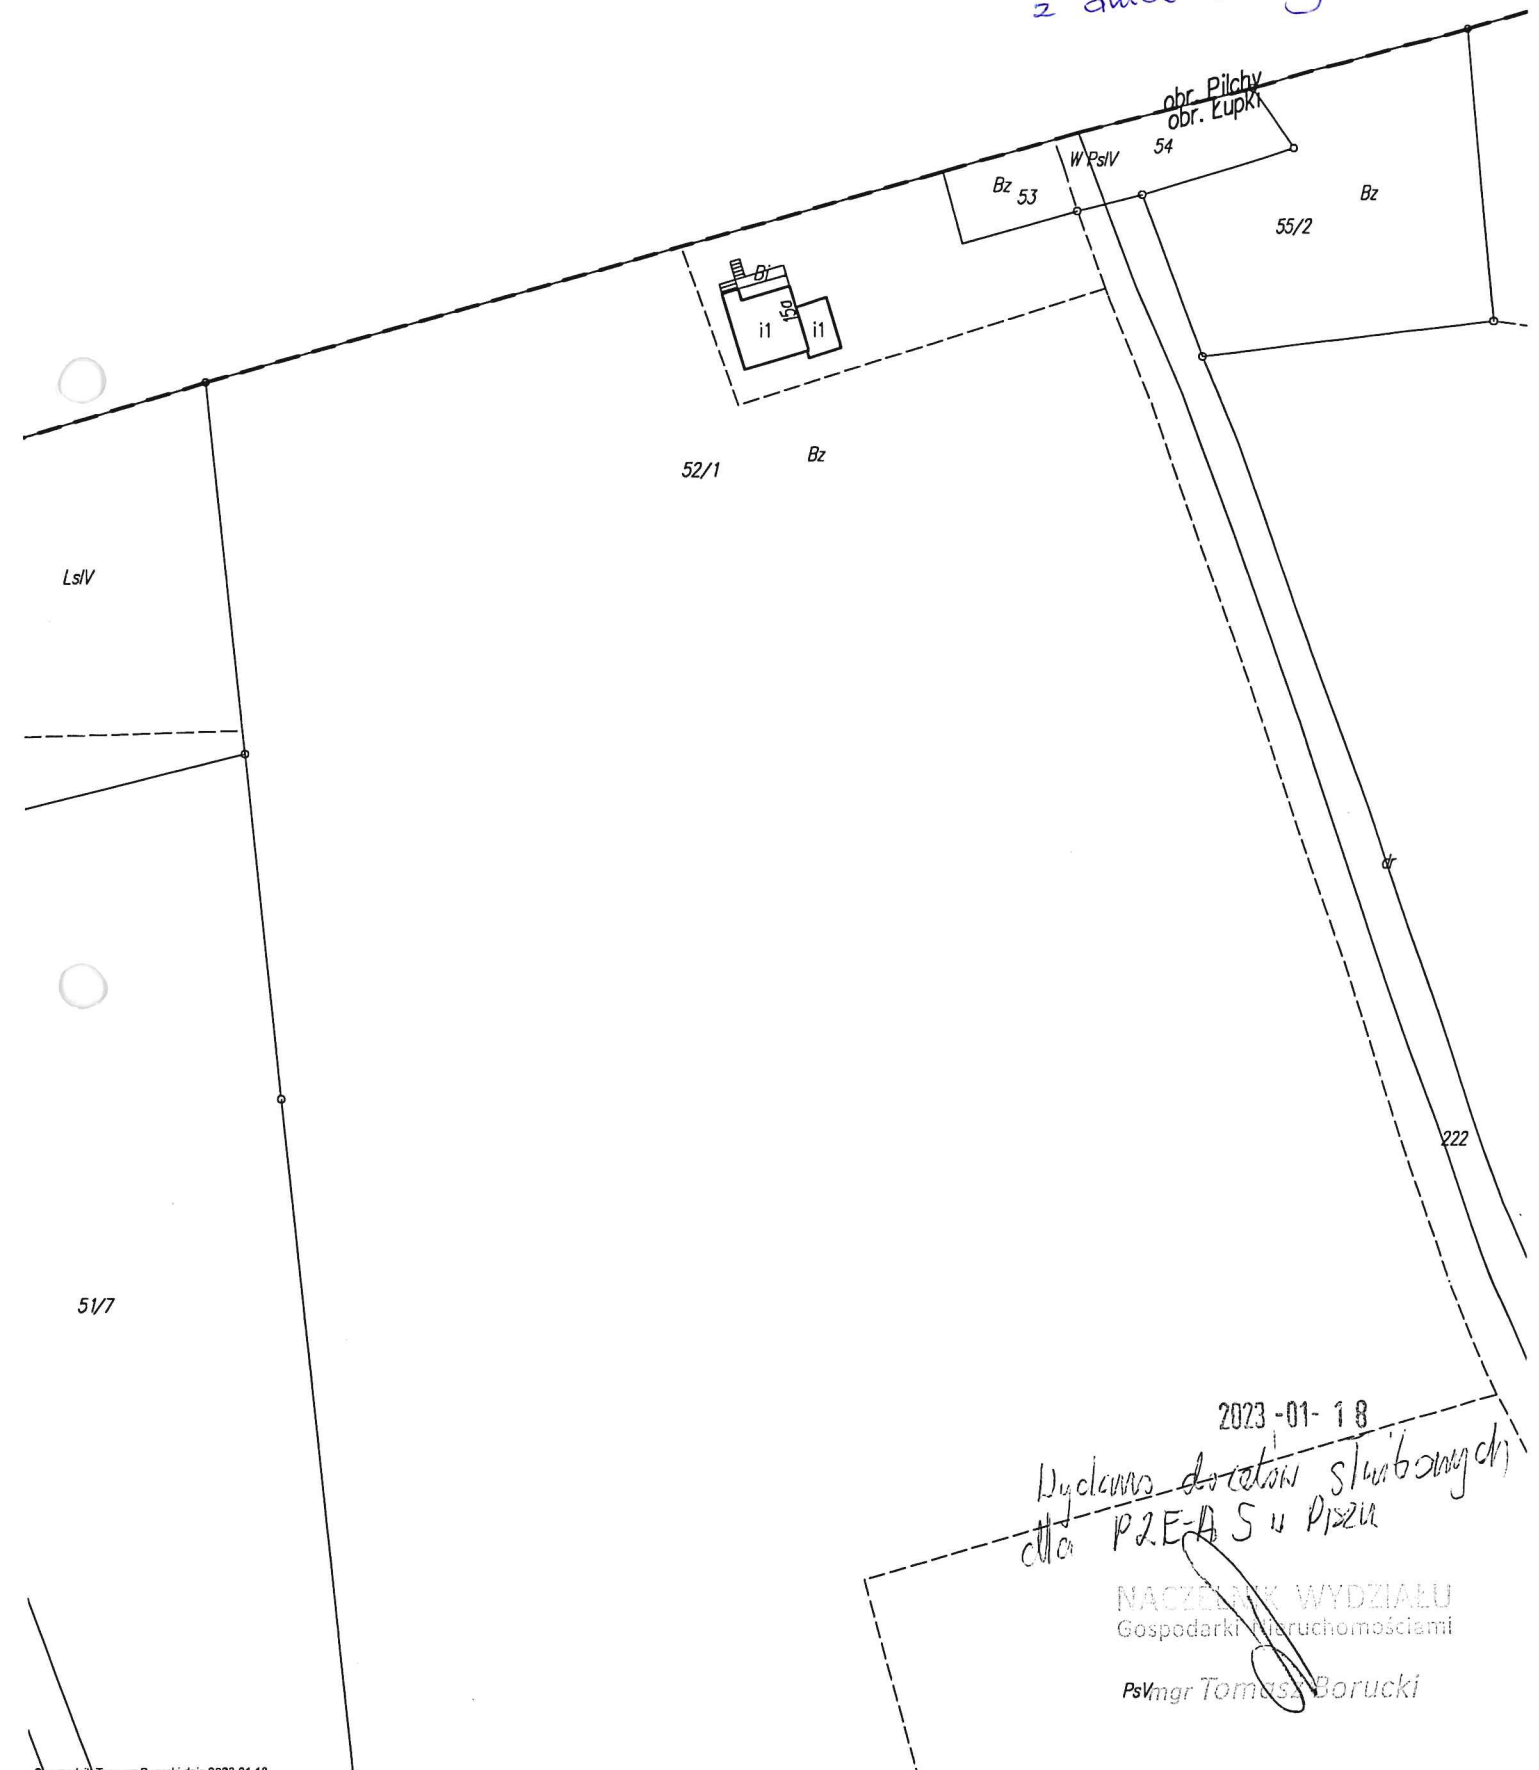 z
obr. Pilchy
obr. Łupki
54
W PsIV
Bz
53
Bz
55/2
Bj
15a
i1
i1
52/1
Bz
LsIV
dr
222
51/7
2023 -01- 18
Wydano do celów służbowych
dla PZEAS w Piszu
NACZELNIK WYDZIAŁU
Gospodarki Nieruchomościami
PsV
mgr Tomasz Borucki